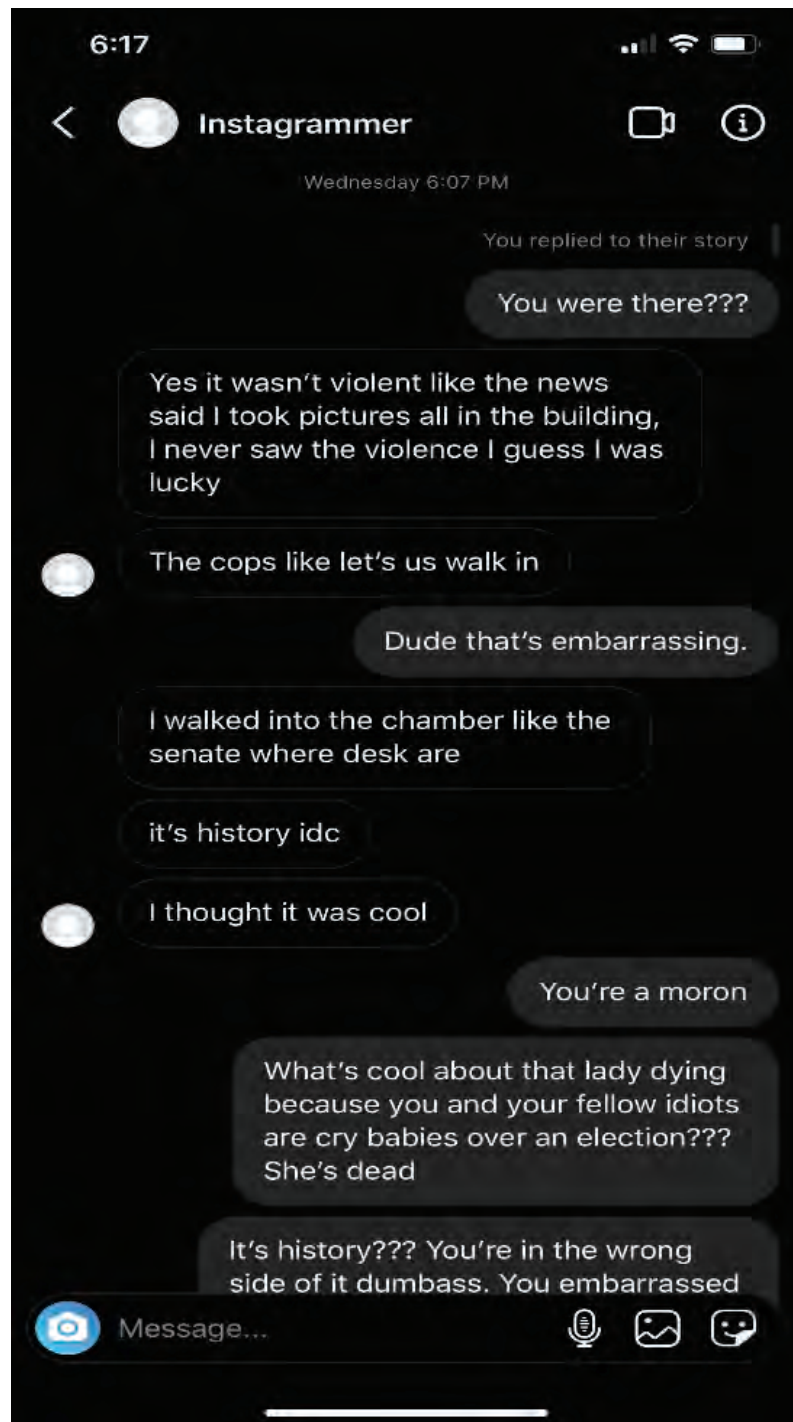 6:17
Instagrammer
Wednesday 6:07 PM
You replied to their story
You were there???
Yes it wasn't violent like the news
said I took pictures all in the building,
I never saw the violence I guess I was
lucky
The cops like let's us walk in
Dude that's embarrassing.
I walked into the chamber like the
senate where desk are
it's history idc
I thought it was cool
You're a moron
What's cool about that lady dying
because you and your fellow idiots
are cry babies over an election???
She's dead
It's history??? You're in the wrong
side of it dumbass. You embarrassed
Message...